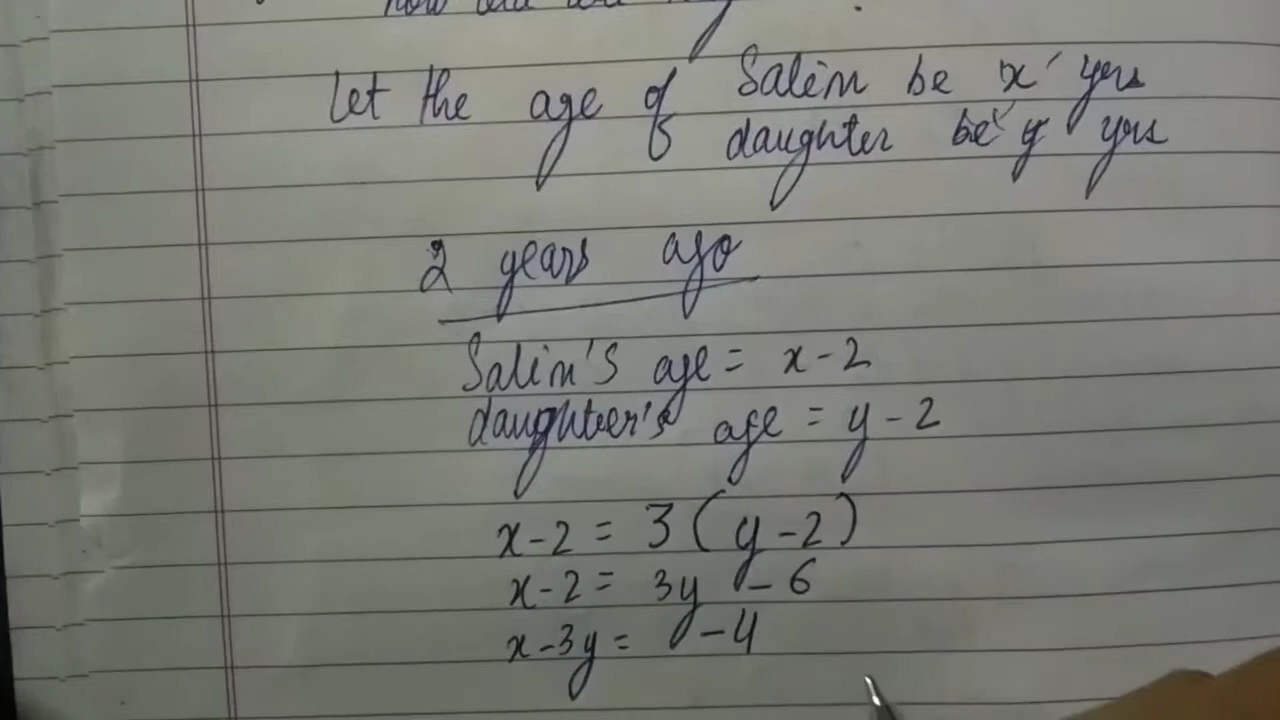 Let the age of Salim be 'x' yrs
of daughter be 'y' yrs
2 years ago
Salim's age = x-2
daughter's age = y-2
x-2 = 3(y-2)
x-2 = 3y - 6
x-3y = -4